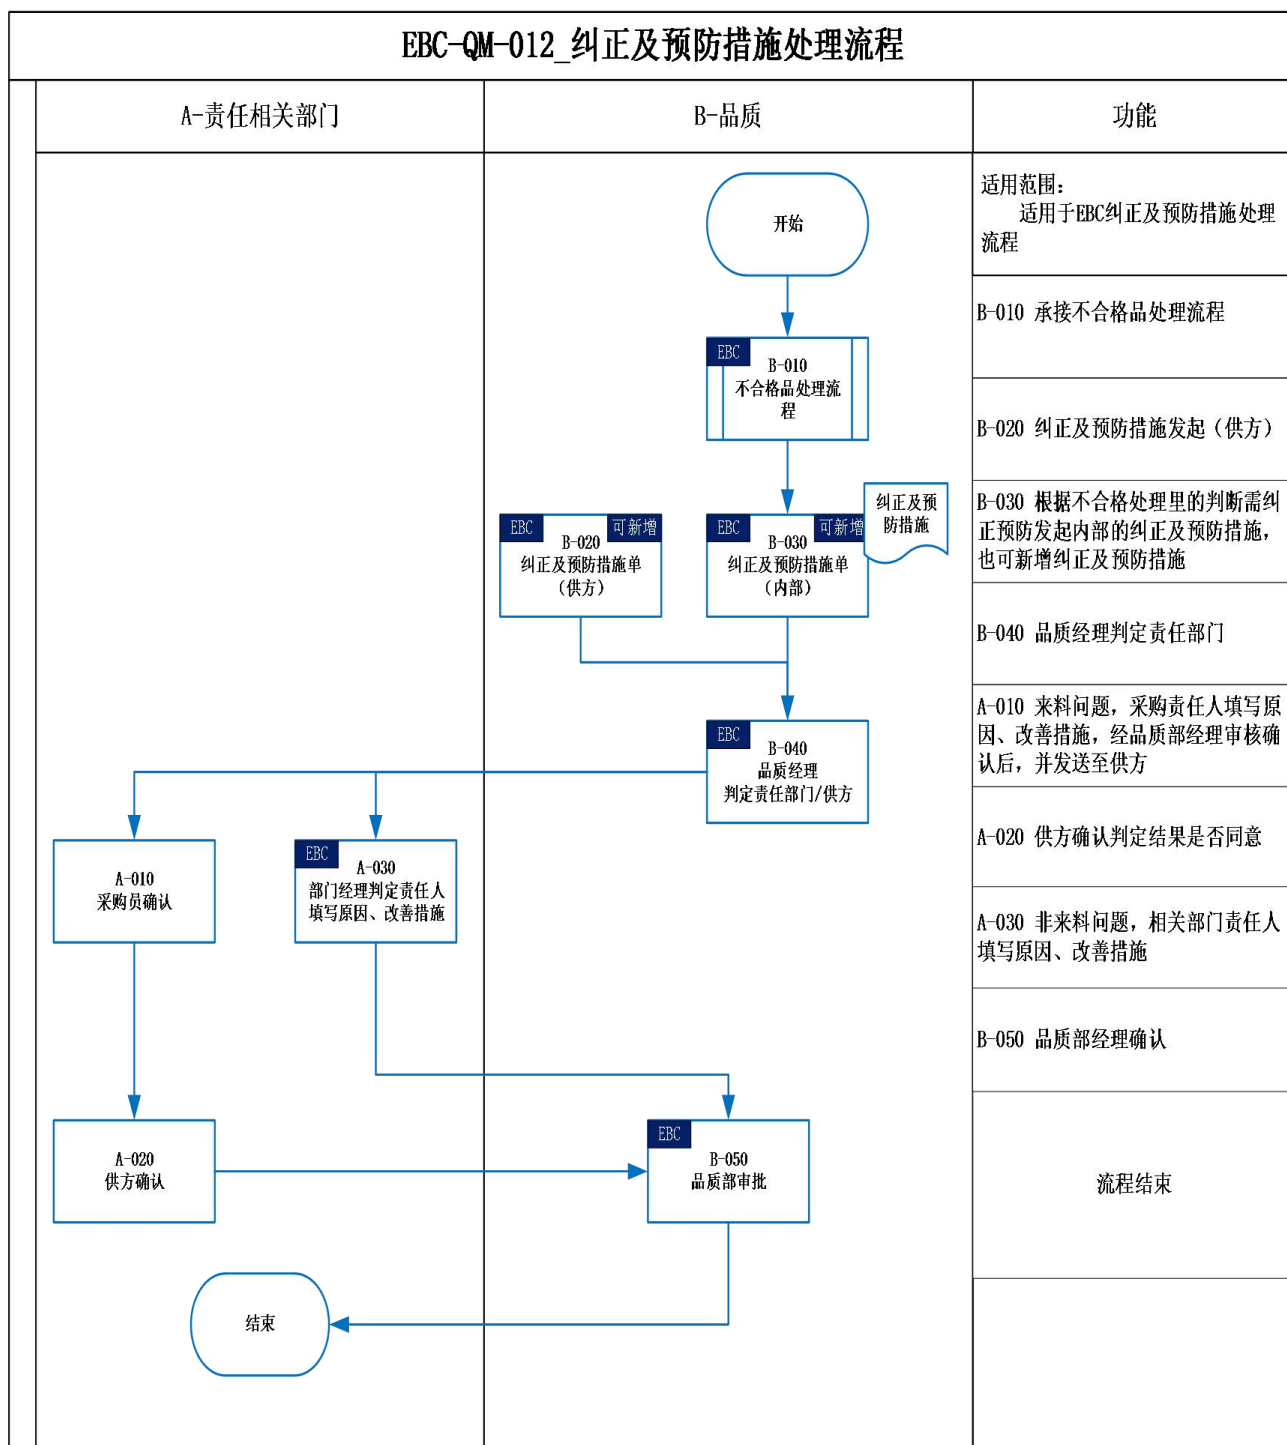 EBC-QM-012_纠正及预防措施处理流程
A-责任相关部门
B-品质
功能
开始
适用范围：
适用于EBC纠正及预防措施处理
流程
EBC
B-010
不合格品处理流
程
B-010 承接不合格品处理流程
B-020 纠正及预防措施发起（供方）
EBC
可新增
B-020
纠正及预防措施单
（供方）
EBC
可新增
B-030
纠正及预防措施单
（内部）
纠正及预
防措施
B-030 根据不合格处理里的判断需纠
正预防发起内部的纠正及预防措施，
也可新增纠正及预防措施
B-040 品质经理判定责任部门
EBC
B-040
品质经理
判定责任部门/供方
A-010 来料问题，采购责任人填写原
因、改善措施，经品质部经理审核确
认后，并发送至供方
A-010
采购员确认
EBC
A-030
部门经理判定责任人
填写原因、改善措施
A-020 供方确认判定结果是否同意
A-030 非来料问题，相关部门责任人
填写原因、改善措施
B-050 品质部经理确认
A-020
供方确认
EBC
B-050
品质部审批
流程结束
结束